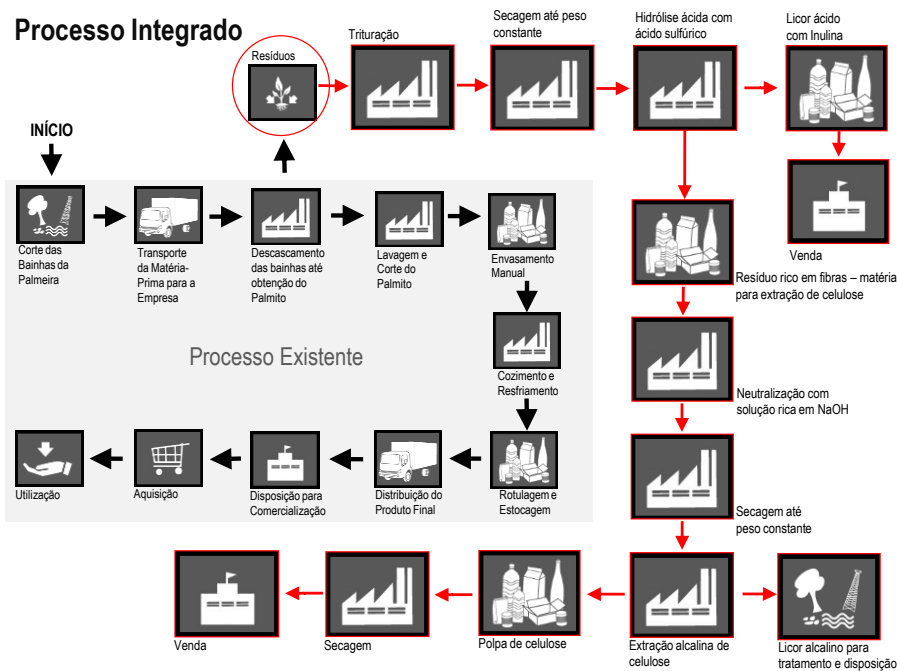 Processo Integrado
Resíduos
Trituração
Secagem até peso
constante
Hidrólise ácida com
ácido sulfúrico
Licor ácido
com Inulina
Venda
INÍCIO
Corte das
Bainhas da
Palmeira
Transporte
da Matéria-
Prima para a
Empresa
Descascamento
das bainhas até
obtenção do
Palmito
Lavagem e
Corte do
Palmito
Envasamento
Manual
Resíduo rico em fibras – matéria
para extração de celulose
Processo Existente
Cozimento e
Resfriamento
Neutralização com
solução rica em NaOH
Utilização
Aquisição
Disposição para
Comercialização
Distribuição do
Produto Final
Rotulagem e
Estocagem
Secagem até
peso constante
Venda
Secagem
Polpa de celulose
Extração alcalina de
celulose
Licor alcalino para
tratamento e disposição